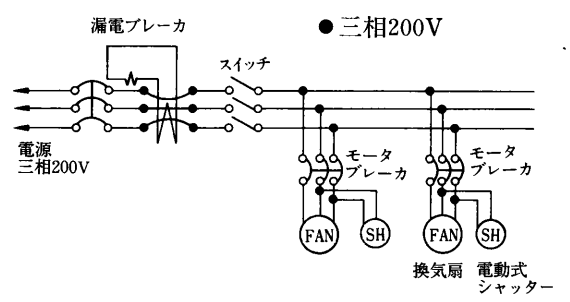 漏電ブレーカ
●三相200V
スイッチ
電源
三相200V
モータ
ブレーカ
モータ
ブレーカ
FAN
SH
FAN
SH
換気扇
電動式
シャッター